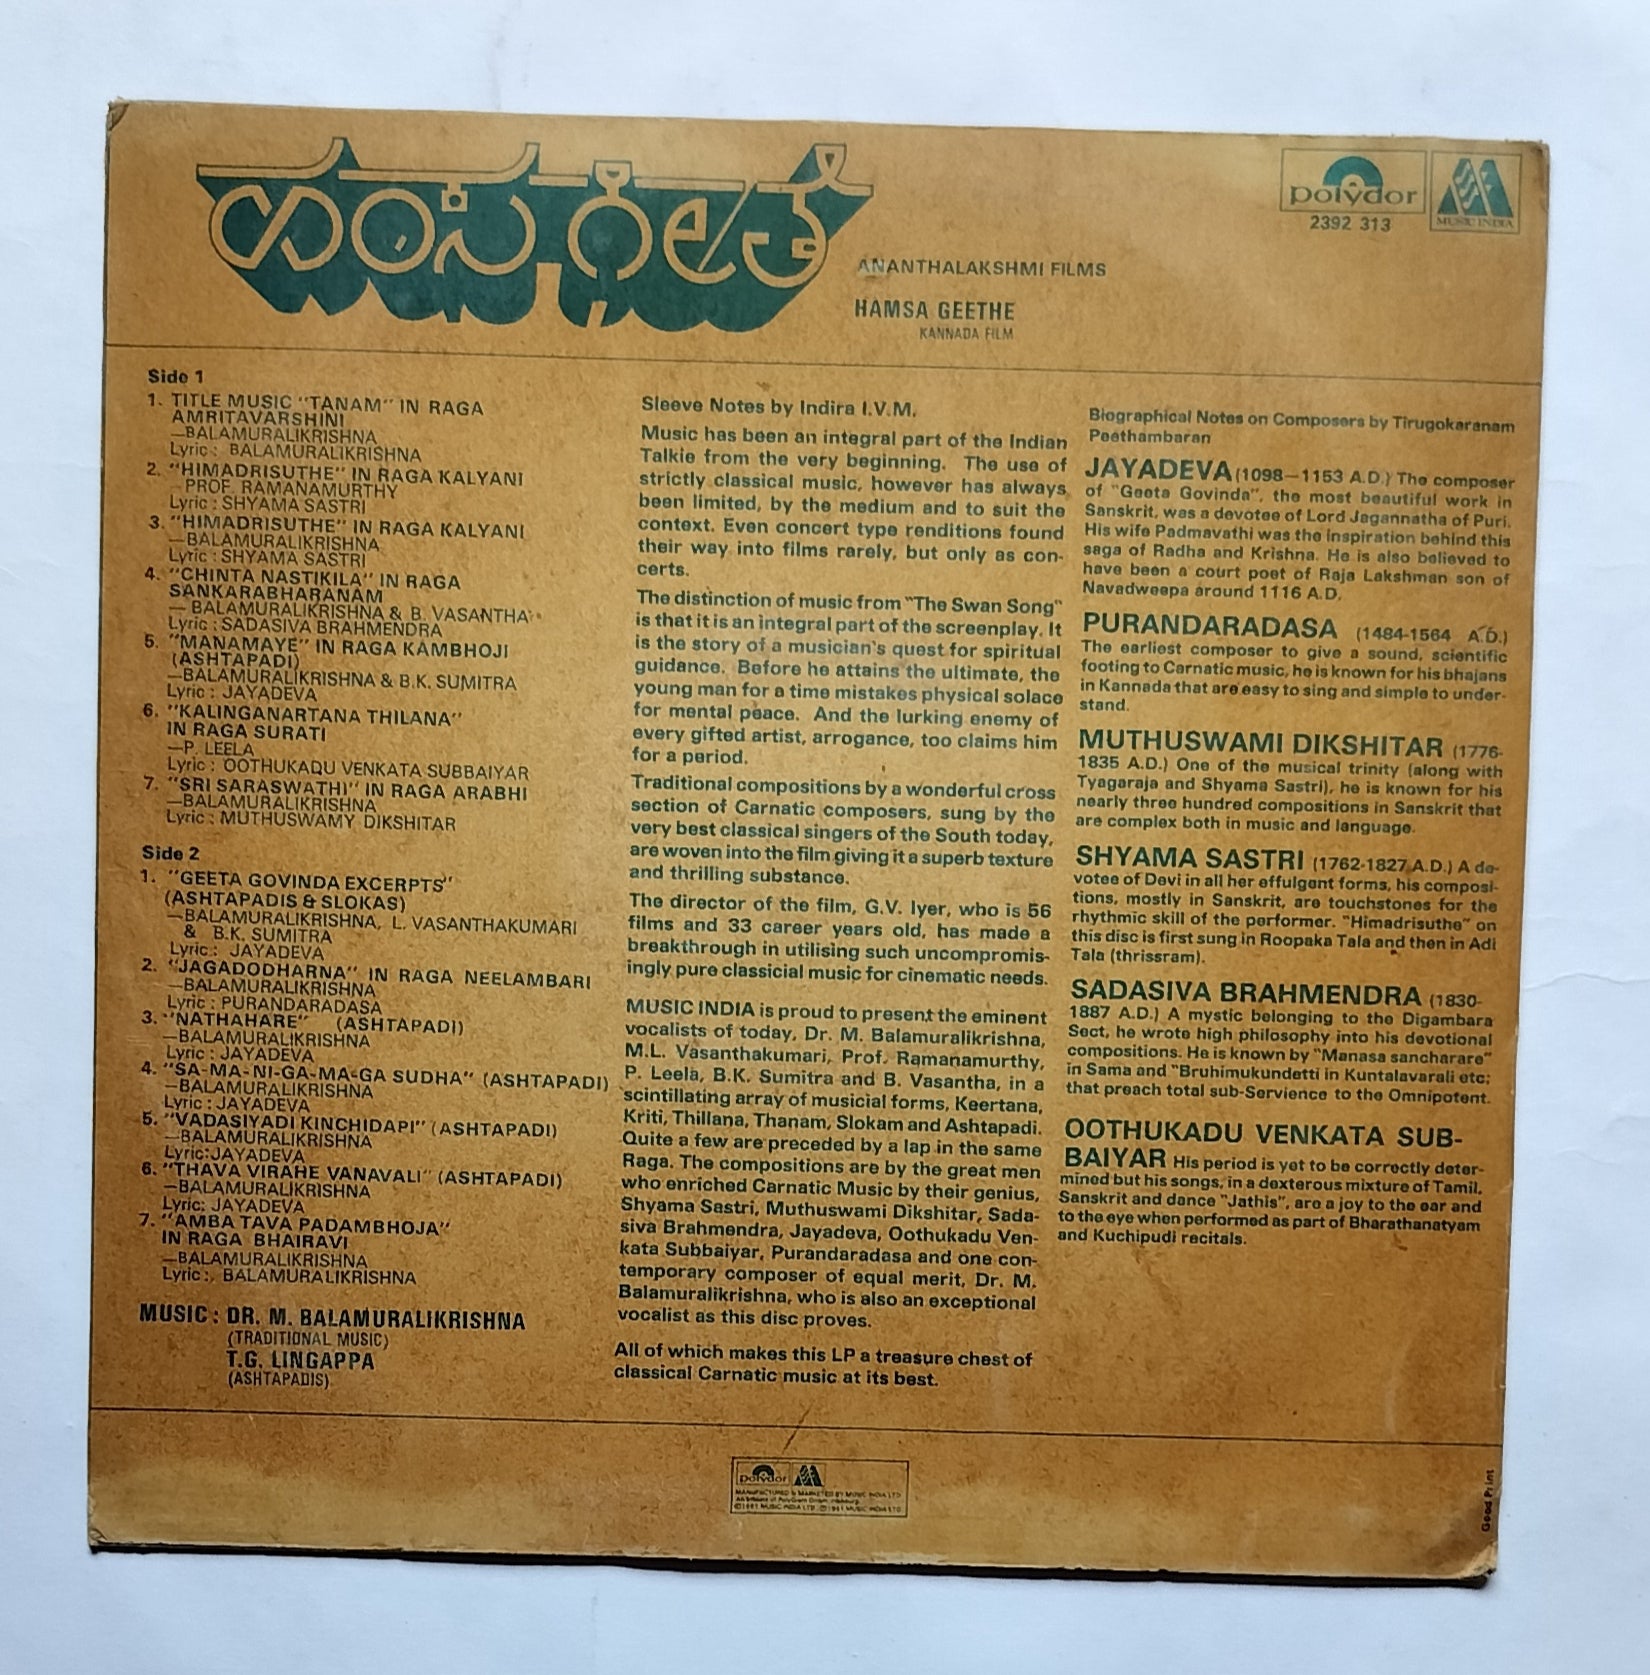 ಹಂಸಗೀತೆ
polydor
2392 313
MUSIC INDIA
ANANTHALAKSHMI FILMS
HAMSA GEETHE
KANNADA FILM
Side 1
1. TITLE MUSIC "TANAM" IN RAGA
AMRITAVARSHINI
—BALAMURALIKRISHNA
Lyric : BALAMURALIKRISHNA
2. "HIMADRISUTHE" IN RAGA KALYANI
- PROF. RAMANAMURTHY
Lyric : SHYAMA SASTRI
3. "HIMADRISUTHE" IN RAGA KALYANI
—BALAMURALIKRISHNA
Lyric : SHYAMA SASTRI
4. "CHINTA NASTIKILA" IN RAGA
SANKARABHARANAM
— BALAMURALIKRISHNA & B. VASANTHA
Lyric : SADASIVA BRAHMENDRA
5. "MANAMAYE" IN RAGA KAMBHOJI
(ASHTAPADI)
—BALAMURALIKRISHNA & B.K. SUMITRA
Lyric : JAYADEVA
6. "KALINGANARTANA THILANA"
IN RAGA SURATI
—P. LEELA
Lyric : OOTHUKADU VENKATA SUBBAIYAR
7. "SRI SARASWATHI" IN RAGA ARABHI
—BALAMURALIKRISHNA
Lyric : MUTHUSWAMY DIKSHITAR
Side 2
1. "GEETA GOVINDA EXCERPTS"
(ASHTAPADIS & SLOKAS)
—BALAMURALIKRISHNA, L. VASANTHAKUMARI
& B.K. SUMITRA
Lyric : JAYADEVA
2. "JAGADODHARNA" IN RAGA NEELAMBARI
—BALAMURALIKRISHNA
Lyric : PURANDARADASA
3. "NATHAHARE" (ASHTAPADI)
—BALAMURALIKRISHNA
Lyric : JAYADEVA
4. "SA-MA-NI-GA-MA-GA SUDHA" (ASHTAPADI)
—BALAMURALIKRISHNA
Lyric : JAYADEVA
5. "VADASIYADI KINCHIDAPI" (ASHTAPADI)
—BALAMURALIKRISHNA
Lyric:JAYADEVA
6. "THAVA VIRAHE VANAVALI" (ASHTAPADI)
—BALAMURALIKRISHNA
Lyric: JAYADEVA
7. "AMBA TAVA PADAMBHOJA"
IN RAGA BHAIRAVI
—BALAMURALIKRISHNA
Lyric :, BALAMURALIKRISHNA
MUSIC : DR. M. BALAMURALIKRISHNA
(TRADITIONAL MUSIC)
T.G. LINGAPPA
(ASHTAPADIS)
Sleeve Notes by Indira I.V.M.
Music has been an integral part of the Indian
Talkie from the very beginning. The use of
strictly classical music, however has always
been limited, by the medium and to suit the
context. Even concert type renditions found
their way into films rarely, but only as con-
certs.
The distinction of music from "The Swan Song"
is that it is an integral part of the screenplay. It
is the story of a musician's quest for spiritual
guidance. Before he attains the ultimate, the
young man for a time mistakes physical solace
for mental peace. And the lurking enemy of
every gifted artist, arrogance, too claims him
for a period.
Traditional compositions by a wonderful cross
section of Carnatic composers, sung by the
very best classical singers of the South today,
are woven into the film giving it a superb texture
and thrilling substance.
The director of the film, G.V. Iyer, who is 56
films and 33 career years old, has made a
breakthrough in utilising such uncompromis-
ingly pure classicial music for cinematic needs.
MUSIC INDIA is proud to present the eminent
vocalists of today, Dr. M. Balamuralikrishna,
M.L. Vasanthakumari, Prof. Ramanamurthy,
P. Leela, B.K. Sumitra and B. Vasantha, in a
scintillating array of musicial forms, Keertana,
Kriti, Thillana, Thanam, Slokam and Ashtapadi.
Quite a few are preceded by a lap in the same
Raga. The compositions are by the great men
who enriched Carnatic Music by their genius,
Shyama Sastri, Muthuswami Dikshitar, Sada-
siva Brahmendra, Jayadeva, Oothukadu Ven-
kata Subbaiyar, Purandaradasa and one con-
temporary composer of equal merit, Dr. M.
Balamuralikrishna, who is also an exceptional
vocalist as this disc proves.
All of which makes this LP a treasure chest of
classical Carnatic music at its best.
Biographical Notes on Composers by Tirugokaranam
Peethambaran
JAYADEVA (1098—1153 A.D.) The composer
of "Geeta Govinda", the most beautiful work in
Sanskrit, was a devotee of Lord Jagannatha of Puri.
His wife Padmavathi was the inspiration behind this
saga of Radha and Krishna. He is also believed to
have been a court poet of Raja Lakshman son of
Navadweepa around 1116 A.D.
PURANDARADASA (1484-1564 A.D.)
The earliest composer to give a sound, scientific
footing to Carnatic music, he is known for his bhajans
in Kannada that are easy to sing and simple to under-
stand.
MUTHUSWAMI DIKSHITAR (1776-
1835 A.D.) One of the musical trinity (along with
Tyagaraja and Shyama Sastri), he is known for his
nearly three hundred compositions in Sanskrit that
are complex both in music and language.
SHYAMA SASTRI (1762-1827 A.D.) A de-
votee of Devi in all her effulgent forms, his composi-
tions, mostly in Sanskrit, are touchstones for the
rhythmic skill of the performer. "Himadrisuthe" on
this disc is first sung in Roopaka Tala and then in Adi
Tala (thrissram).
SADASIVA BRAHMENDRA (1830-
1887 A.D.) A mystic belonging to the Digambara
Sect, he wrote high philosophy into his devotional
compositions. He is known by "Manasa sancharare"
in Sama and "Bruhimukundetti in Kuntalavarali etc;
that preach total sub-Servience to the Omnipotent.
OOTHUKADU VENKATA SUB-
BAIYAR His period is yet to be correctly deter-
mined but his songs, in a dexterous mixture of Tamil,
Sanskrit and dance "Jathis", are a joy to the ear and
to the eye when performed as part of Bharathanatyam
and Kuchipudi recitals.
polydor
MANUFACTURED & MARKETED BY MUSIC INDIA LTD
©1981 MUSIC INDIA LTD. ℗1981 MUSIC INDIA LTD
Good Print